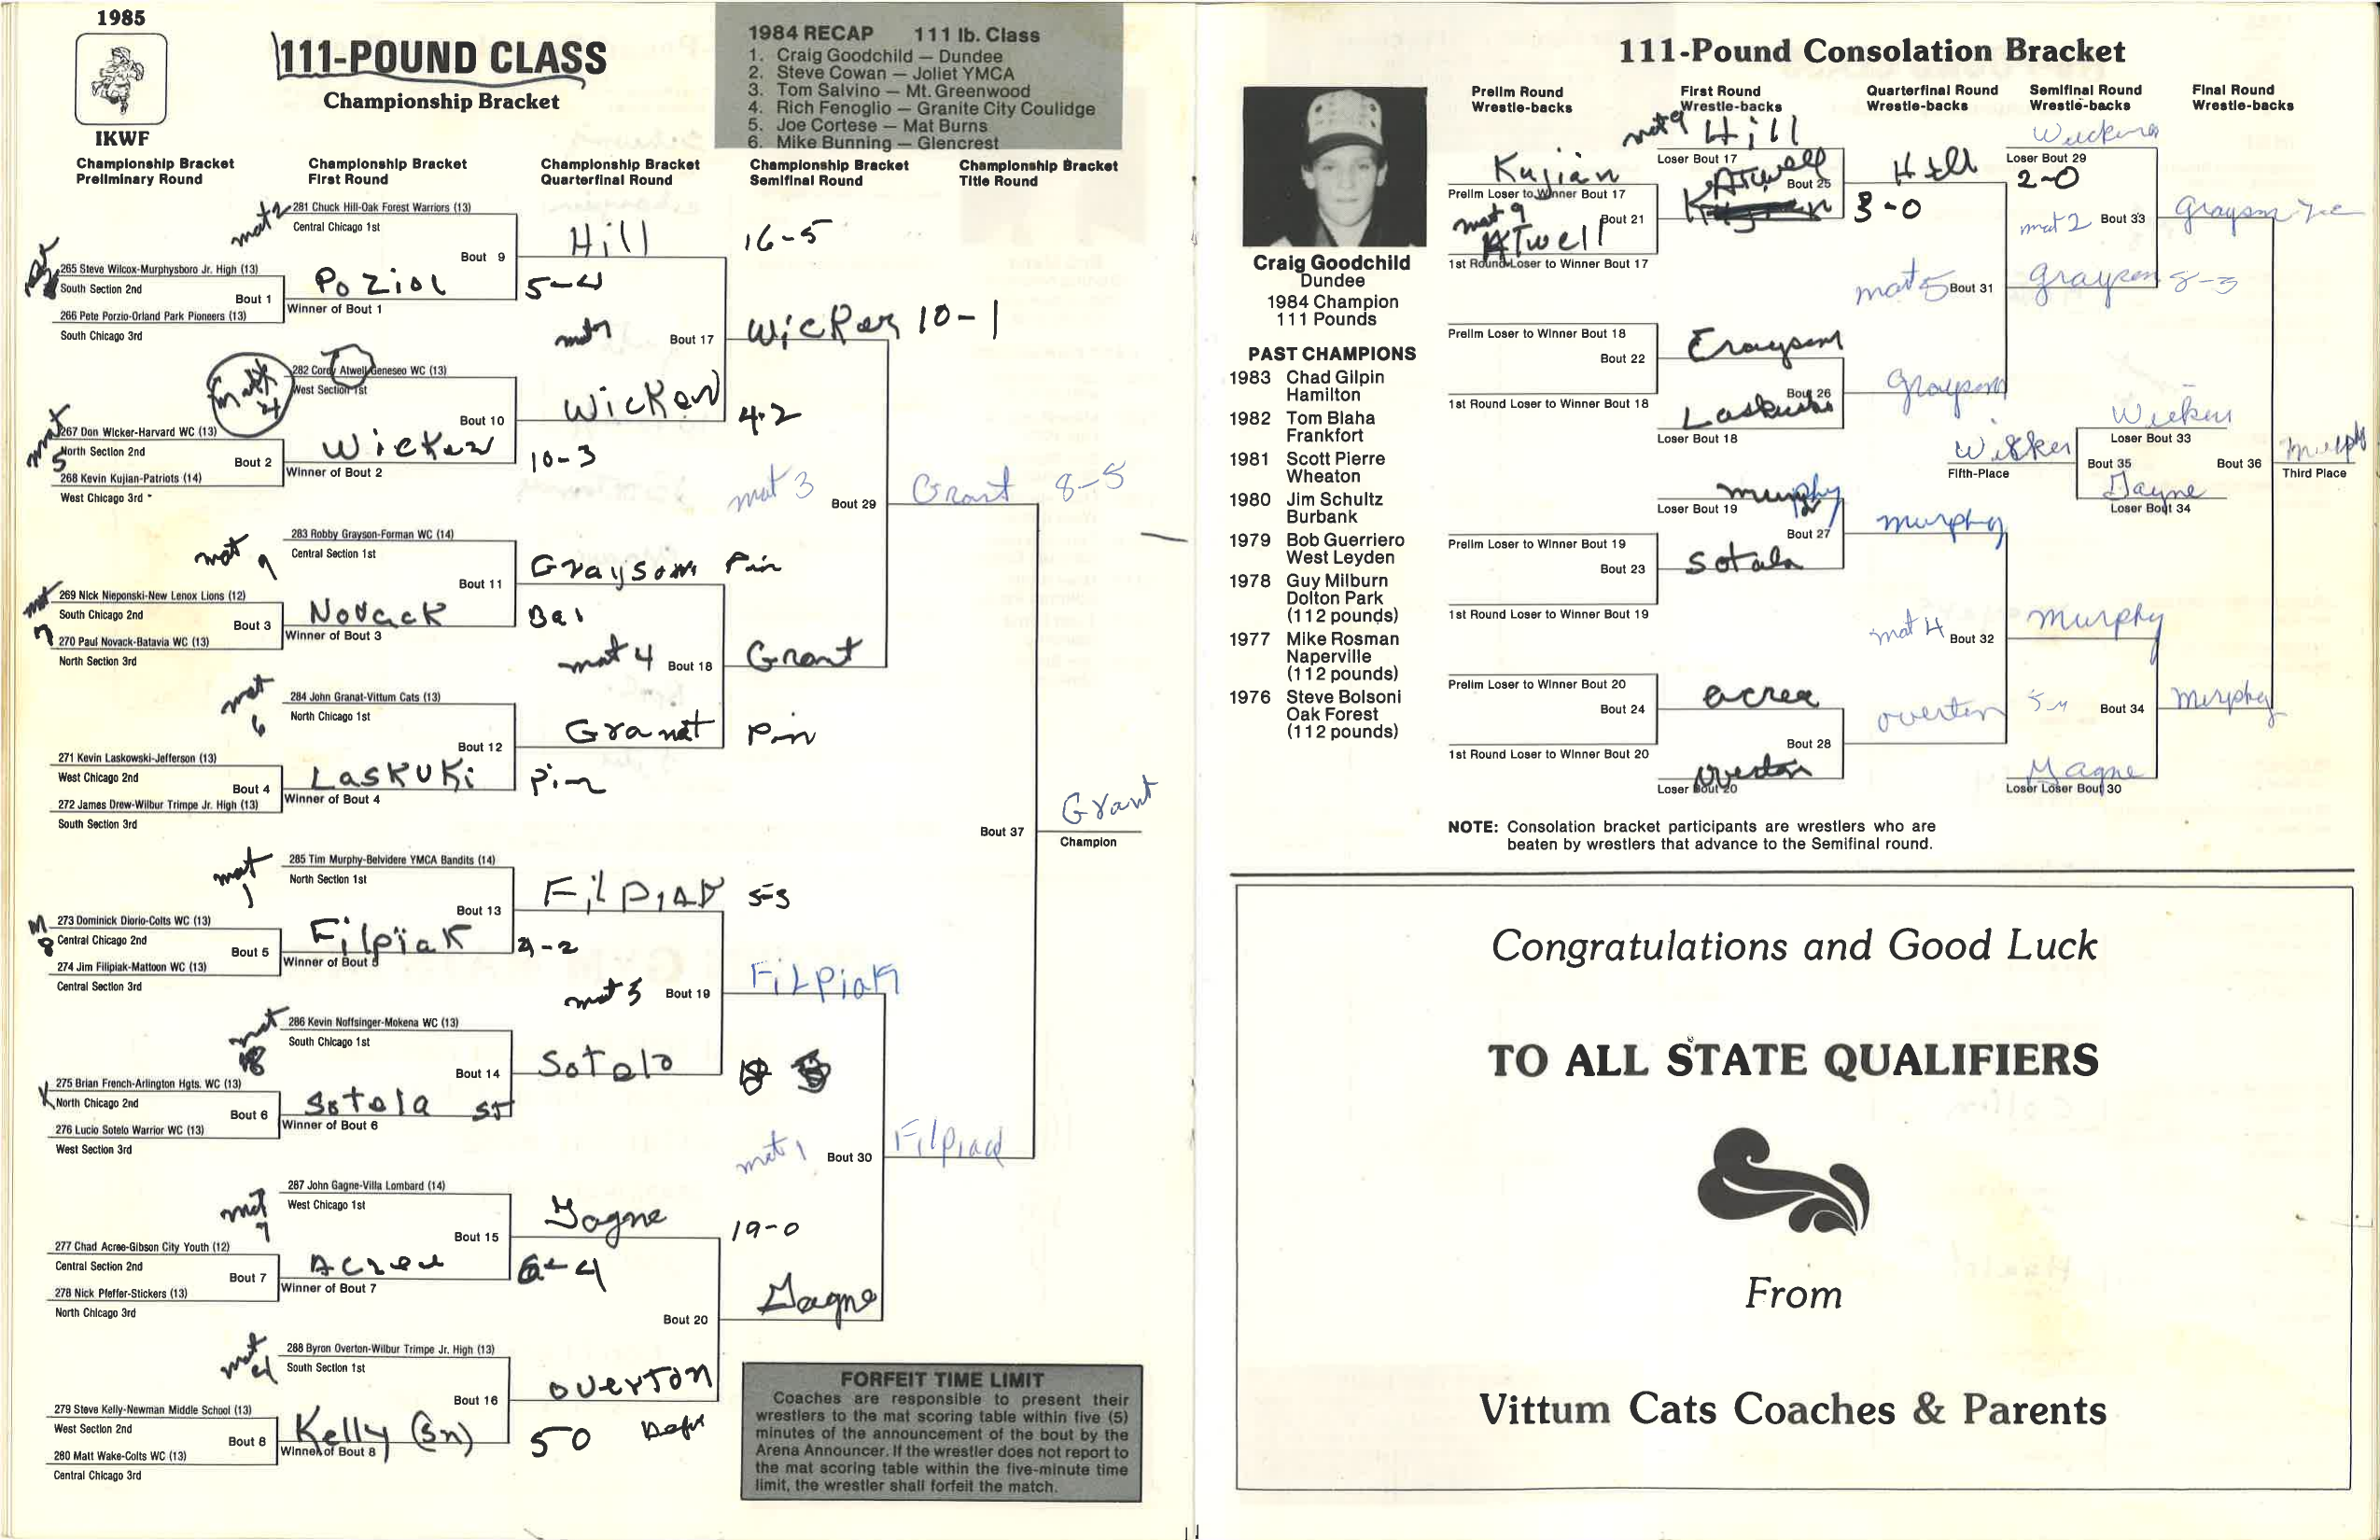 1985
IKWF
111-POUND CLASS
Championship Bracket
1984 RECAP 111 lb. Class
1. Craig Goodchild — Dundee
2. Steve Cowan — Joliet YMCA
3. Tom Salvino — Mt. Greenwood
4. Rich Fenoglio — Granite City Coulidge
5. Joe Cortese — Mat Burns
6. Mike Bunning — Glencrest
Championship Bracket
Preliminary Round
Championship Bracket
First Round
Championship Bracket
Quarterfinal Round
Championship Bracket
Semifinal Round
Championship Bracket
Title Round
mat 2
281 Chuck Hill-Oak Forest Warriors (13)
Central Chicago 1st
Bout 9
Hill
16-5
265 Steve Wilcox-Murphysboro Jr. High (13)
South Section 2nd
Bout 1
266 Pete Porzio-Orland Park Pioneers (13)
South Chicago 3rd
Poziol
Winner of Bout 1
5-4
Bout 17
Wicker 10-1
282 Cordy Atwell-Geneseo WC (13)
West Section 1st
Bout 10
Wicken
4-2
mat 5
267 Don Wicker-Harvard WC (13)
North Section 2nd
Bout 2
268 Kevin Kujian-Patriots (14)
West Chicago 3rd
Wicker
Winner of Bout 2
10-3
mat 3
Bout 29
Grant 8-5
mat 9
283 Robby Grayson-Forman WC (14)
Central Section 1st
Bout 11
Grayson Pin
mat 7
269 Nick Nieponski-New Lenox Lions (12)
South Chicago 2nd
Bout 3
270 Paul Novack-Batavia WC (13)
North Section 3rd
Novack
Winner of Bout 3
mat 4
Bout 18
Grant
mat 6
284 John Granat-Vittum Cats (13)
North Chicago 1st
Bout 12
Granat
Pin
271 Kevin Laskowski-Jefferson (13)
West Chicago 2nd
Bout 4
272 James Drew-Wilbur Trimpe Jr. High (13)
South Section 3rd
Laskuki
Winner of Bout 4
Pin
Bout 37
Grant
Champion
mat 1
285 Tim Murphy-Belvidere YMCA Bandits (14)
North Section 1st
Bout 13
Filpiak
5-3
M 8
273 Dominick Diorio-Colts WC (13)
Central Chicago 2nd
Bout 5
274 Jim Filipiak-Mattoon WC (13)
Central Section 3rd
Filpiak
Winner of Bout 5
4-2
mat 5
Bout 19
Filpiak
mat 8
286 Kevin Noffsinger-Mokena WC (13)
South Chicago 1st
Bout 14
Sotelo
275 Brian French-Arlington Hgts. WC (13)
North Chicago 2nd
Bout 6
276 Lucio Sotelo Warrior WC (13)
West Section 3rd
Sotela
Winner of Bout 6
mat 1
Bout 30
Filpiad
mat 7
287 John Gagne-Villa Lombard (14)
West Chicago 1st
Bout 15
Gagne
19-0
277 Chad Acree-Gibson City Youth (12)
Central Section 2nd
Bout 7
278 Nick Pfeffer-Stickers (13)
North Chicago 3rd
Acree
Winner of Bout 7
6-4
Bout 20
Gagne
mat
288 Byron Overton-Wilbur Trimpe Jr. High (13)
South Section 1st
Bout 16
Overton
279 Steve Kelly-Newman Middle School (13)
West Section 2nd
Bout 8
280 Matt Wake-Colts WC (13)
Central Chicago 3rd
Kelly
Winner of Bout 8
50
FORFEIT TIME LIMIT
Coaches are responsible to present their
wrestlers to the mat scoring table within five (5)
minutes of the announcement of the bout by the
Arena Announcer. If the wrestler does not report to
the mat scoring table within the five-minute time
limit, the wrestler shall forfeit the match.
111-Pound Consolation Bracket
Craig Goodchild
Dundee
1984 Champion
111 Pounds
PAST CHAMPIONS
1983 Chad Gilpin
Hamilton
1982 Tom Blaha
Frankfort
1981 Scott Pierre
Wheaton
1980 Jim Schultz
Burbank
1979 Bob Guerriero
West Leyden
1978 Guy Milburn
Dolton Park
(112 pounds)
1977 Mike Rosman
Naperville
(112 pounds)
1976 Steve Bolsoni
Oak Forest
(112 pounds)
Prelim Round
Wrestle-backs
First Round
Wrestle-backs
Quarterfinal Round
Wrestle-backs
Semifinal Round
Wrestle-backs
Final Round
Wrestle-backs
mat 9 Hill
Loser Bout 17
Kujian
Prelim Loser to Winner Bout 17
mat 9
Bout 21
Atwell
1st Round Loser to Winner Bout 17
Atwell
Bout 25
Hill
3-0
Loser Bout 29
2-0
mat 2
Bout 33
Grayson
mat 5
Bout 31
Grayson 8-3
Prelim Loser to Winner Bout 18
Bout 22
1st Round Loser to Winner Bout 18
Grayson
Bout 26
Loser Bout 18
Grayson
Wicker
Fifth-Place
Wicken
Loser Bout 33
Bout 35
Gagne
Loser Bout 34
Bout 36
Murph
Third Place
Murphy
Loser Bout 19
Bout 27
Murphy
Prelim Loser to Winner Bout 19
Bout 23
1st Round Loser to Winner Bout 19
Sotala
mat 4
Bout 32
Murphy
Prelim Loser to Winner Bout 20
Bout 24
1st Round Loser to Winner Bout 20
acrea
Bout 28
Overton
Loser Bout 20
overton
Bout 34
Murphy
Gagne
Loser Loser Bout 30
NOTE: Consolation bracket participants are wrestlers who are
beaten by wrestlers that advance to the Semifinal round.
Congratulations and Good Luck
TO ALL STATE QUALIFIERS
From
Vittum Cats Coaches & Parents